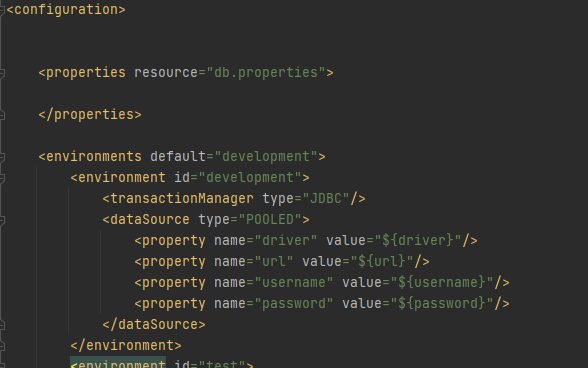 <configuration>
<properties resource="db.properties">
</properties>
<environments default="development">
<environment id="development">
<transactionManager type="JDBC"/>
<dataSource type="POOLED">
<property name="driver" value="${driver}"/>
<property name="url" value="${url}"/>
<property name="username" value="${username}"/>
<property name="password" value="${password}"/>
</dataSource>
</environment>
<environment id="test">